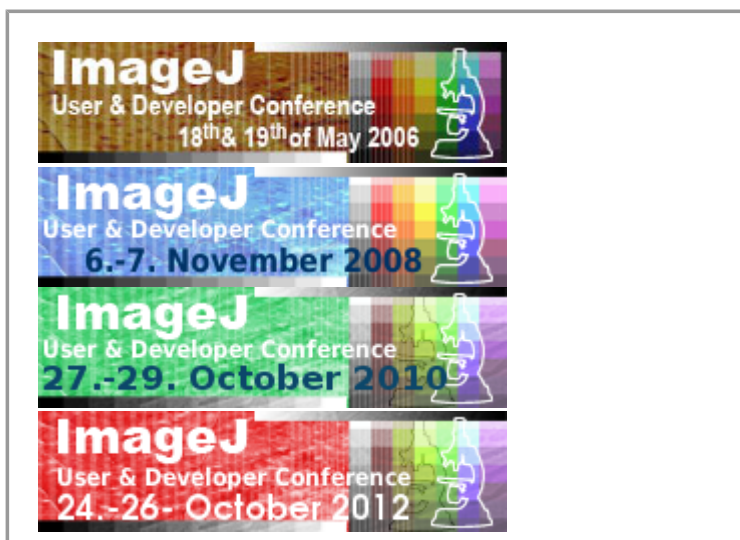 ImageJ
User & Developer Conference
18th & 19th of May 2006
ImageJ
User & Developer Conference
6.-7. November 2008
ImageJ
User & Developer Conference
27.-29. October 2010
ImageJ
User & Developer Conference
24.-26- October 2012